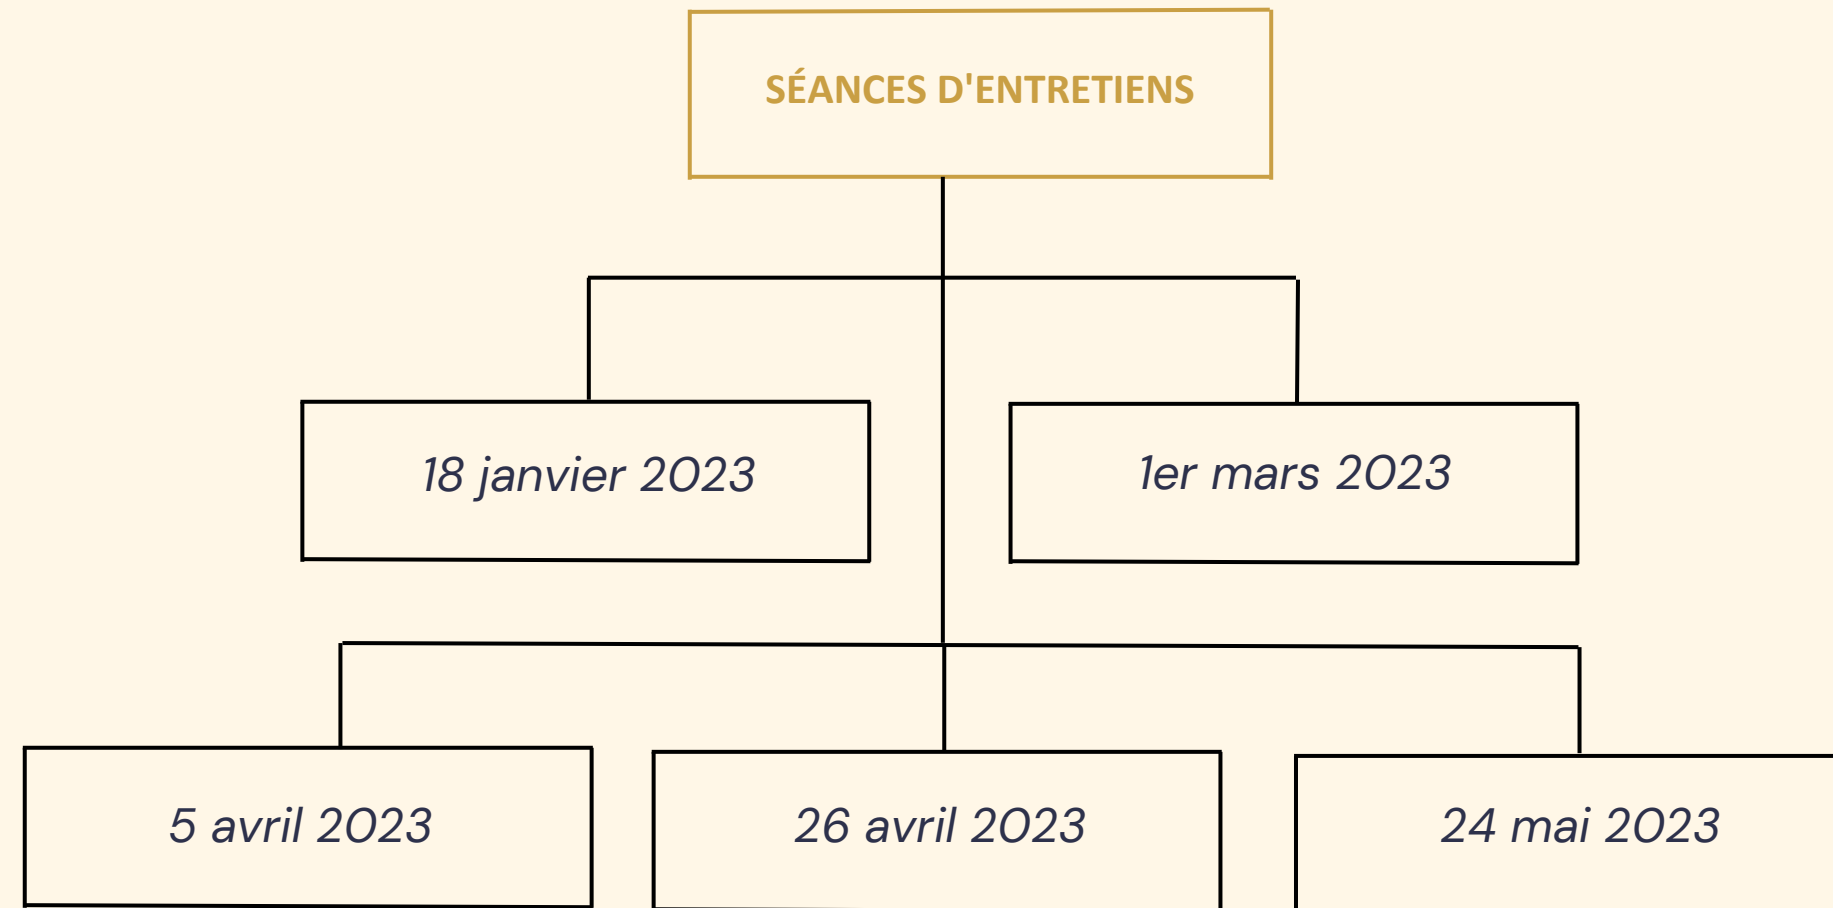 SÉANCES D'ENTRETIENS
18 janvier 2023
1er mars 2023
5 avril 2023
26 avril 2023
24 mai 2023